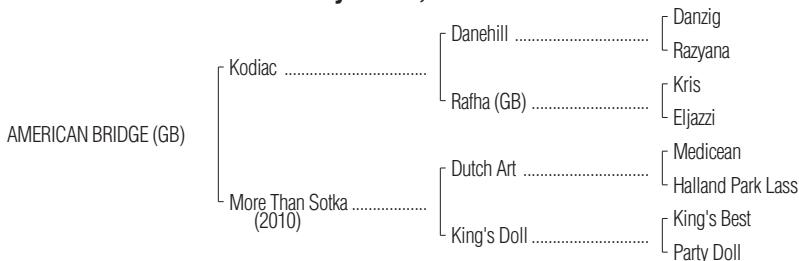 Danzig
Danehill
Razyana
Kodiac
Kris
Rafha (GB)
Eljazzi
AMERICAN BRIDGE (GB)
Medicean
Dutch Art
Halland Park Lass
More Than Sotka
(2010)
King's Best
King's Doll
Party Doll